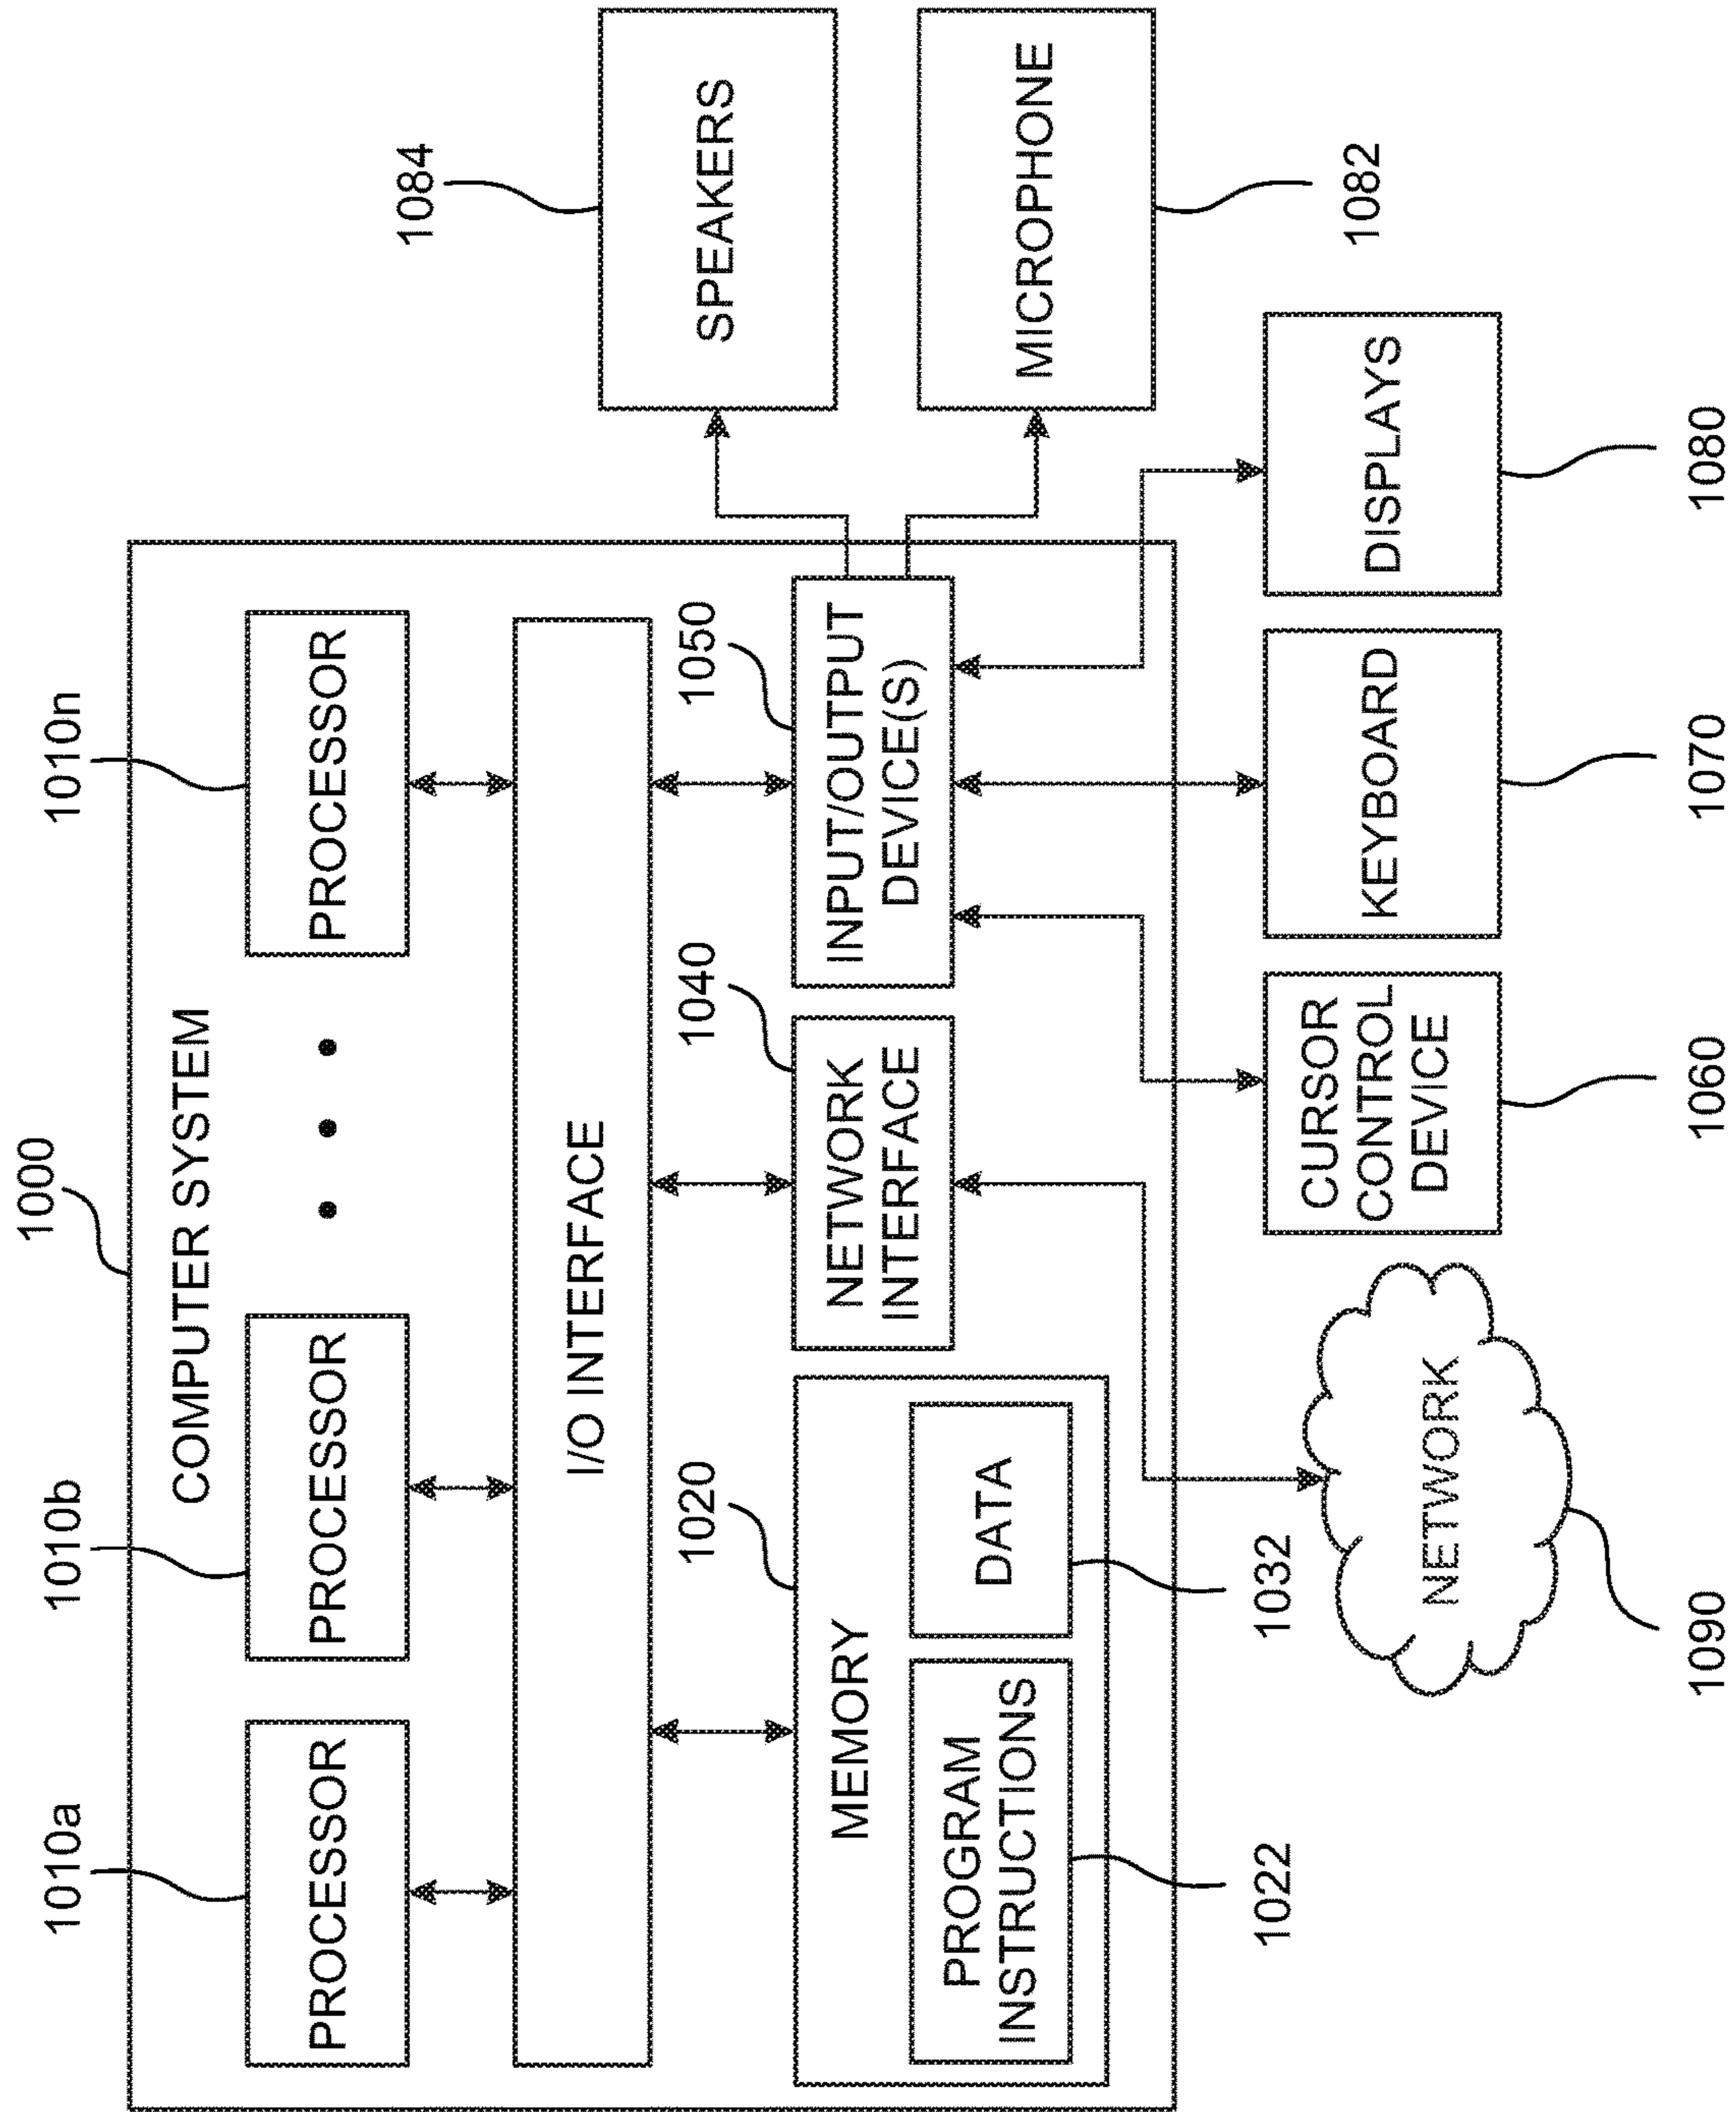 1000
COMPUTER SYSTEM
1010a
1010b
1010n
PROCESSOR
PROCESSOR
• • •
PROCESSOR
I/O INTERFACE
1020
1040
1050
MEMORY
PROGRAM
INSTRUCTIONS
DATA
1022
1032
NETWORK
INTERFACE
INPUT/OUTPUT
DEVICE(S)
1084
SPEAKERS
MICROPHONE
1082
NETWORK
1090
CURSOR
CONTROL
DEVICE
1060
KEYBOARD
1070
DISPLAYS
1080